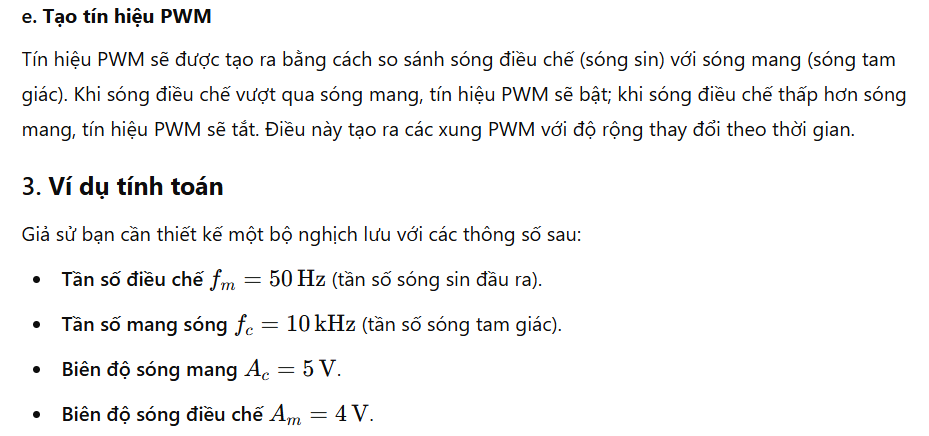 e. Tạo tín hiệu PWM
Tín hiệu PWM sẽ được tạo ra bằng cách so sánh sóng điều chế (sóng sin) với sóng mang (sóng tam
giác). Khi sóng điều chế vượt qua sóng mang, tín hiệu PWM sẽ bật; khi sóng điều chế thấp hơn sóng
mang, tín hiệu PWM sẽ tắt. Điều này tạo ra các xung PWM với độ rộng thay đổi theo thời gian.
3. Ví dụ tính toán
Giả sử bạn cần thiết kế một bộ nghịch lưu với các thông số sau:
• Tần số điều chế f_m = 50 Hz (tần số sóng sin đầu ra).
• Tần số mang sóng f_c = 10 kHz (tần số sóng tam giác).
• Biên độ sóng mang A_c = 5 V.
• Biên độ sóng điều chế A_m = 4 V.